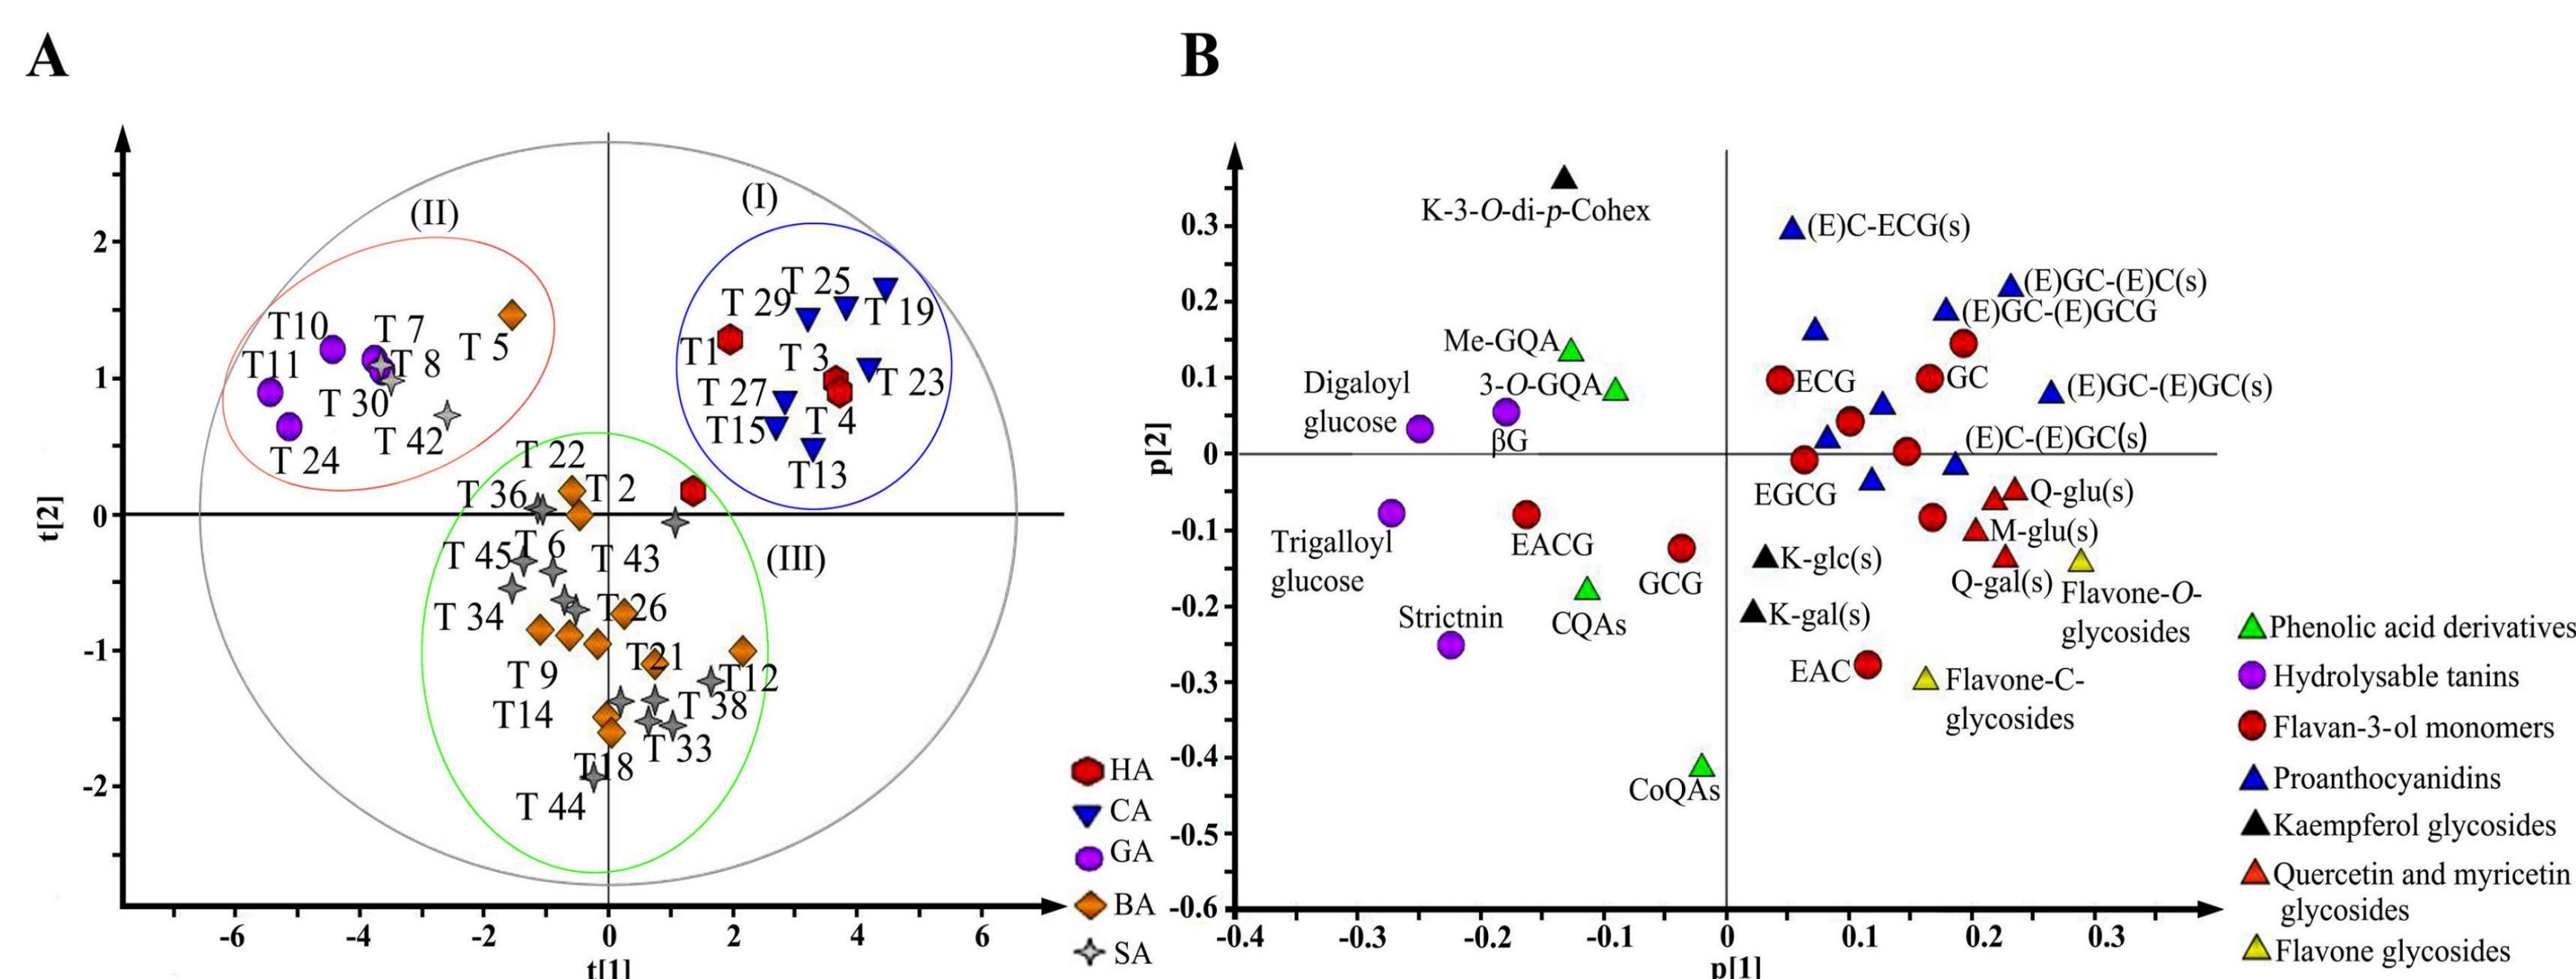 A
(I)
(II)
T 25
T 29
T 19
T10
T 7
T1
T 5
T11
T 8
T 3
T 23
T 30
T 27
T15
T 4
T 42
T 24
T13
T 22
T 36
T 2
T 6
T 45
T 43
(III)
T 34
T 26
T21
T 9
T12
T14
T 38
T 33
T18
T 44
2
1
0
-1
-2
t[2]
-6
-4
-2
0
2
4
6
t[1]
HA
CA
GA
BA
SA
B
K-3-O-di-p-Cohex
(E)C-ECG(s)
(E)GC-(E)C(s)
(E)GC-(E)GCG
Me-GQA
3-O-GQA
Digaloyl
glucose
βG
ECG
GC
(E)GC-(E)GC(s)
(E)C-(E)GC(s)
EGCG
Q-glu(s)
M-glu(s)
Trigalloyl
glucose
EACG
GCG
K-glc(s)
Q-gal(s)
Flavone-O-
glycosides
Strictnin
CQAs
K-gal(s)
EAC
Flavone-C-
glycosides
CoQAs
0.3
0.2
0.1
0
-0.1
-0.2
-0.3
-0.4
-0.5
-0.6
p[2]
-0.4
-0.3
-0.2
-0.1
0
0.1
0.2
0.3
p[1]
Phenolic acid derivatives
Hydrolysable tanins
Flavan-3-ol monomers
Proanthocyanidins
Kaempferol glycosides
Quercetin and myricetin
glycosides
Flavone glycosides